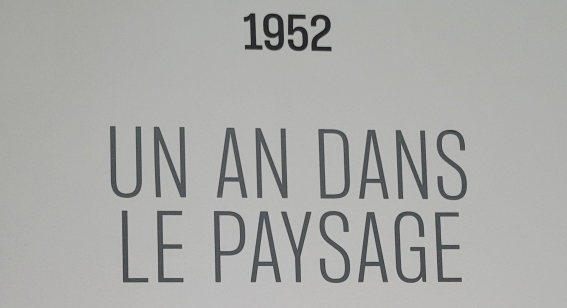 1952
UN AN DANS
LE PAYSAGE